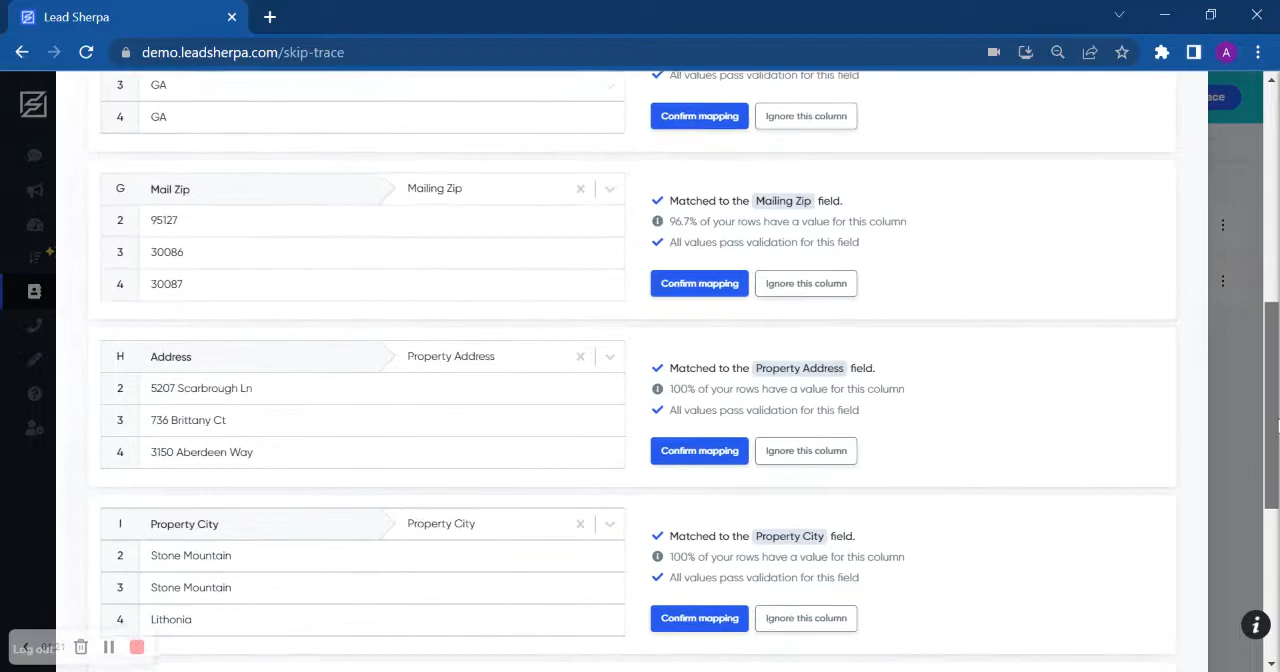 Lead Sherpa
demo.leadsherpa.com/skip-trace
A
ace
3 GA
All values pass validation for this field
4 GA
Confirm mapping Ignore this column
G Mail Zip Mailing Zip
2 95127
3 30086
4 30087
Matched to the Mailing Zip field.
96.7% of your rows have a value for this column
All values pass validation for this field
Confirm mapping Ignore this column
H Address Property Address
2 5207 Scarbrough Ln
3 736 Brittany Ct
4 3150 Aberdeen Way
Matched to the Property Address field.
100% of your rows have a value for this column
All values pass validation for this field
Confirm mapping Ignore this column
I Property City Property City
2 Stone Mountain
3 Stone Mountain
4 Lithonia
Matched to the Property City field.
100% of your rows have a value for this column
All values pass validation for this field
Confirm mapping Ignore this column
Log out